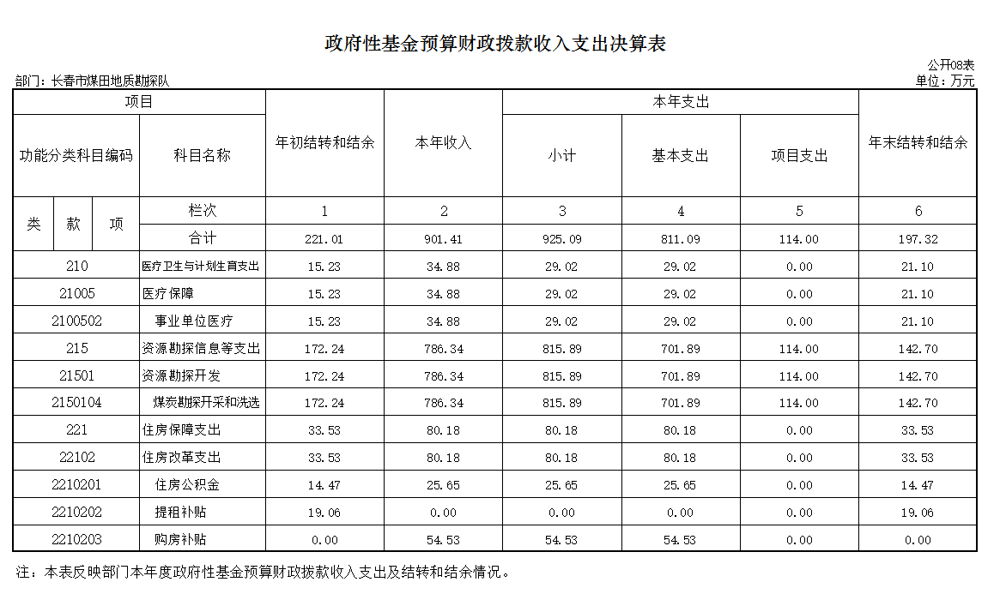 政府性基金预算财政拨款收入支出决算表
公开08表
部门：长春市煤田地质勘探队 单位：万元
项目 年初结转和结余 本年收入 本年支出 年末结转和结余
功能分类科目编码 科目名称 小计 基本支出 项目支出
类 款 项 栏次 1 2 3 4 5 6
合计 221.01 901.41 925.09 811.09 114.00 197.32
210 医疗卫生与计划生育支出 15.23 34.88 29.02 29.02 0.00 21.10
21005 医疗保障 15.23 34.88 29.02 29.02 0.00 21.10
2100502 事业单位医疗 15.23 34.88 29.02 29.02 0.00 21.10
215 资源勘探信息等支出 172.24 786.34 815.89 701.89 114.00 142.70
21501 资源勘探开发 172.24 786.34 815.89 701.89 114.00 142.70
2150104 煤炭勘探开采和洗选 172.24 786.34 815.89 701.89 114.00 142.70
221 住房保障支出 33.53 80.18 80.18 80.18 0.00 33.53
22102 住房改革支出 33.53 80.18 80.18 80.18 0.00 33.53
2210201 住房公积金 14.47 25.65 25.65 25.65 0.00 14.47
2210202 提租补贴 19.06 0.00 0.00 0.00 0.00 19.06
2210203 购房补贴 0.00 54.53 54.53 54.53 0.00 0.00
注：本表反映部门本年度政府性基金预算财政拨款收入支出及结转和结余情况。